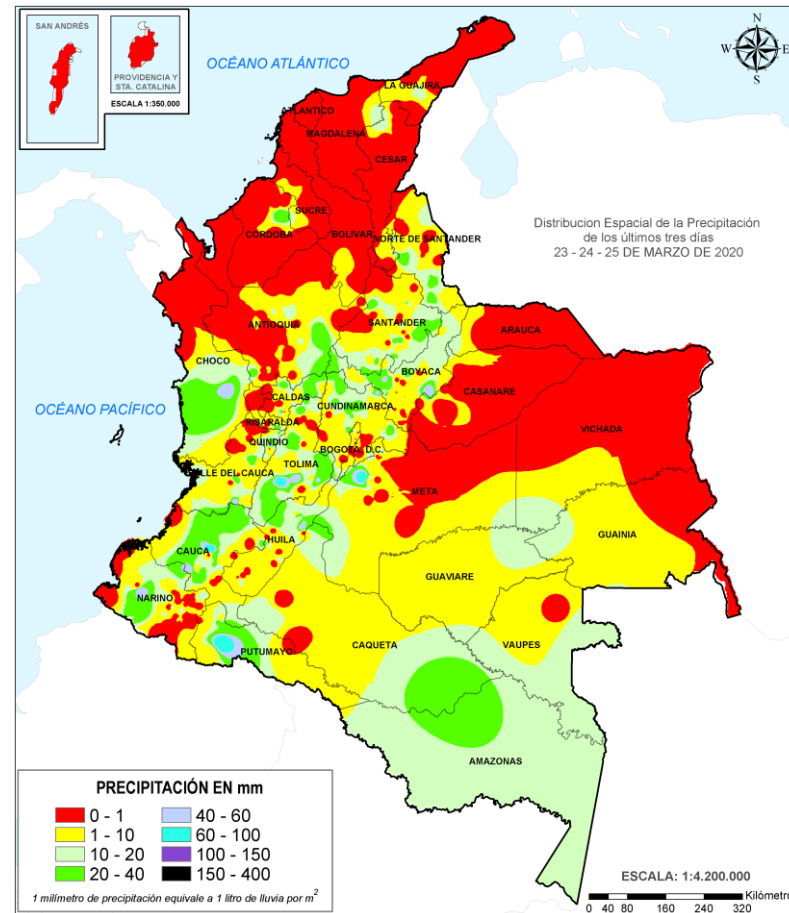 SAN ANDRÉS
PROVIDENCIA Y
STA. CATALINA
ESCALA 1:350.000
OCÉANO ATLÁNTICO
N
W E
S
LA GUAJIRA
ATLANTICO
MAGDALENA
CESAR
SUCRE
CORDOBA
BOLIVAR
NORTE DE SANTANDER
Distribucion Espacial de la Precipitación
de los últimos tres días
23 - 24 - 25 DE MARZO DE 2020
ANTIOQUIA
SANTANDER
ARAUCA
CHOCO
BOYACA
CASANARE
OCÉANO PACÍFICO
CALDAS
CUNDINAMARCA
VICHADA
RISARALDA
QUINDIO
BOGOTÁ, D.C.
TOLIMA
VALLE DEL CAUCA
META
GUAINIA
CAUCA
HUILA
GUAVIARE
NARINO
CAQUETA
VAUPES
PUTUMAYO
AMAZONAS
PRECIPITACIÓN EN mm
0 - 1 40 - 60
1 - 10 60 - 100
10 - 20 100 - 150
20 - 40 150 - 400
1 milímetro de precipitación equivale a 1 litro de lluvia por m²
ESCALA: 1:4.200.000
Kilómetro
0 40 80 160 240 320